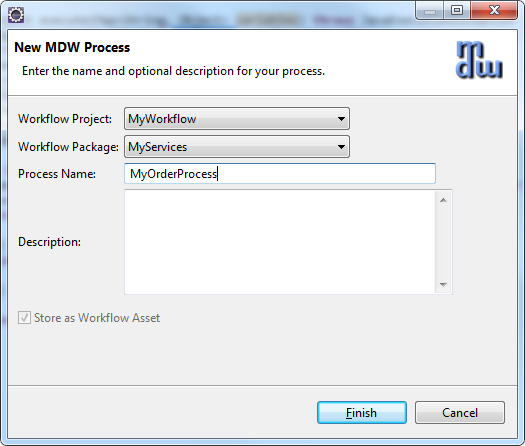 New MDW Process
Enter the name and optional description for your process.
mdw
Workflow Project: MyWorkflow
Workflow Package: MyServices
Process Name: MyOrderProcess
Description:
Store as Workflow Asset
Finish Cancel